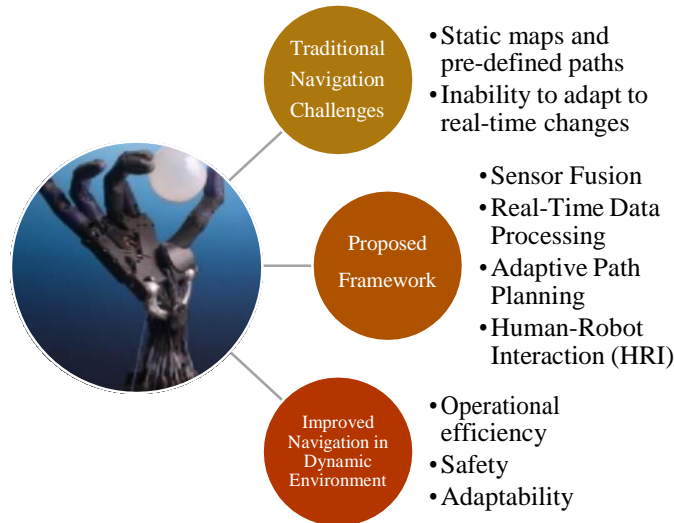 Traditional
Navigation
Challenges
•Static maps and
pre-defined paths
•Inability to adapt to
real-time changes
Proposed
Framework
•Sensor Fusion
•Real-Time Data
Processing
•Adaptive Path
Planning
•Human-Robot
Interaction (HRI)
Improved
Navigation in
Dynamic
Environment
•Operational
efficiency
•Safety
•Adaptability